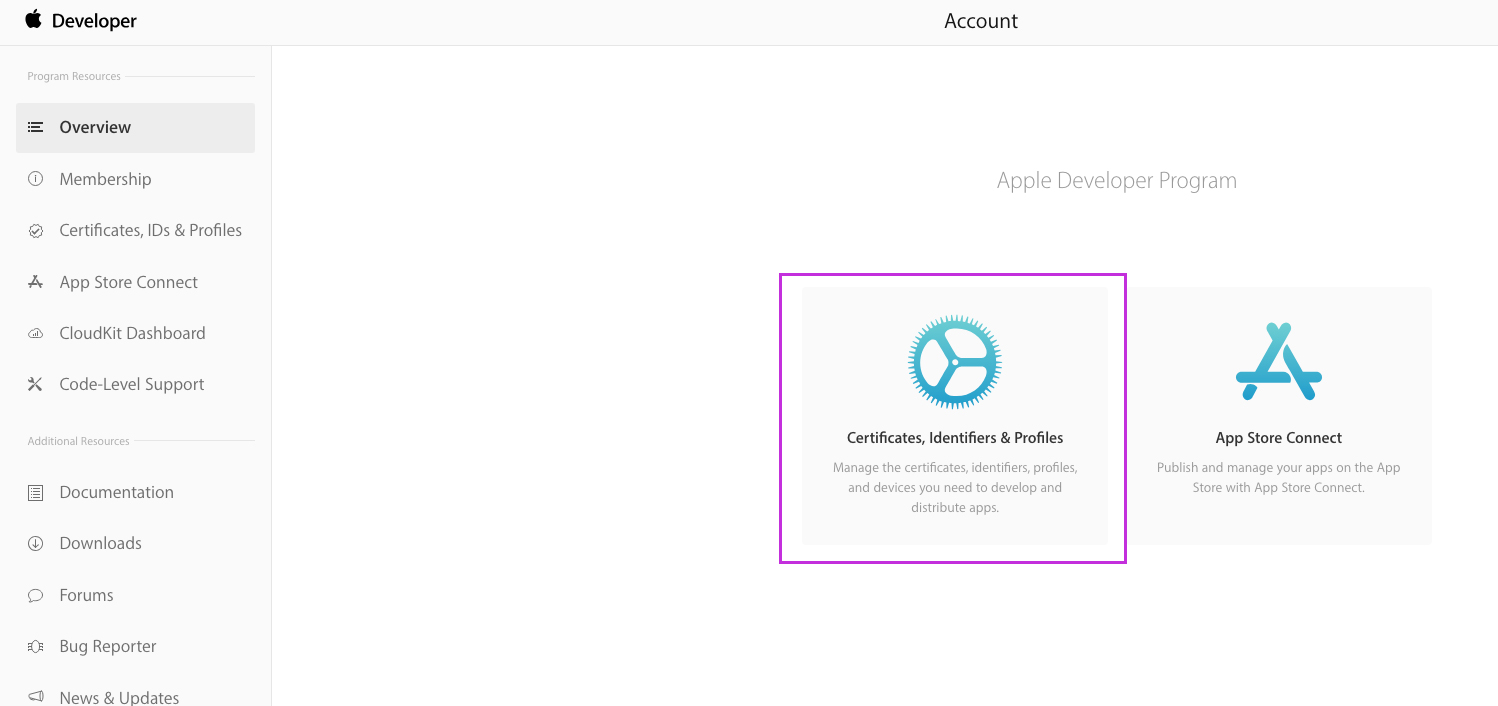 Developer
Account
Program Resources
Overview
Membership
Certificates, IDs & Profiles
App Store Connect
CloudKit Dashboard
Code-Level Support
Additional Resources
Documentation
Downloads
Forums
Bug Reporter
News & Updates
Apple Developer Program
Certificates, Identifiers & Profiles
Manage the certificates, identifiers, profiles,
and devices you need to develop and
distribute apps.
App Store Connect
Publish and manage your apps on the App
Store with App Store Connect.